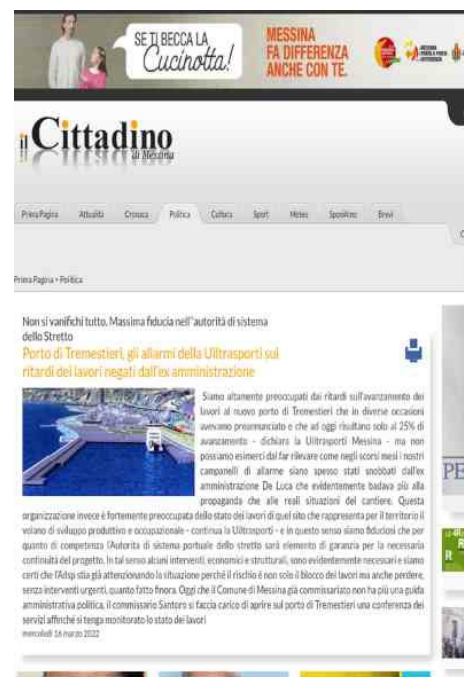 SE TI BECCA LA
Cucinotta!
MESSINA
FA DIFFERENZA
ANCHE CON TE.
il Cittadino
di Messina
Prima Pagina Attualità Cronaca Politica Cultura Sport Meteo Brevi
Prima Pagina > Politica
Non si vanifichi tutto. Massima fiducia nell'autorità di sistema
dello Stretto
Porto di Tremestieri, gli allarmi della Uiltrasporti sui
ritardi dei lavori negati dall'ex amministrazione
Siamo altamente preoccupati dai ritardi sull'avanzamento dei
lavori al nuovo porto di Tremestieri che in diverse occasioni
avevamo preannunciato e che ad oggi risultano solo al 25% di
avanzamento - dichiara la Uiltrasporti Messina - ma non
possiamo esimerci dal far rilevare come negli scorsi mesi i nostri
campanelli di allarme siano spesso stati snobbati dall'ex
amministrazione De Luca che evidentemente badava più alla
propaganda che alle reali situazioni del cantiere. Questa
organizzazione invece è fortemente preoccupata dello stato dei lavori di quel sito che rappresenta per il territorio il
volano di sviluppo produttivo e occupazionale - continua la Uiltrasporti - e in questo senso siamo fiduciosi che per
quanto di competenza l'Autorita di sistema portuale dello stretto sarà elemento di garanzia per la necessaria
continuità del progetto. In tal senso alcuni interventi, economici e strutturali, sono evidentemente necessari e siamo
certi che l'Adsp stia già attenzionando la situazione perché il rischio è non solo il blocco dei lavori ma anche perdere,
senza interventi urgenti, quanto fatto finora. Oggi che il Comune di Messina già commissariato non ha più una guida
amministrativa politica, il commissario Santoro si faccia carico di aprire sul porto di Tremestieri una conferenza dei
servizi affinché si tenga monitorato lo stato dei lavori
mercoledì 16 marzo 2022
PE